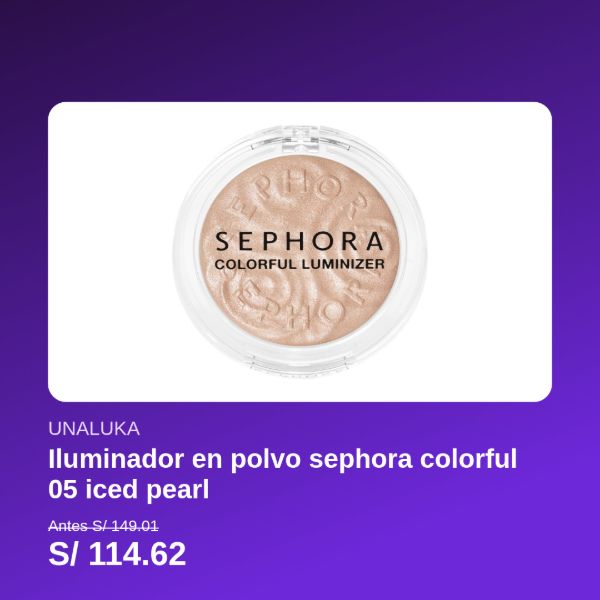 SEPHORA
COLORFUL LUMINIZER
UNALUKA
Iluminador en polvo sephora colorful
05 iced pearl
Antes S/ 149.01
S/ 114.62